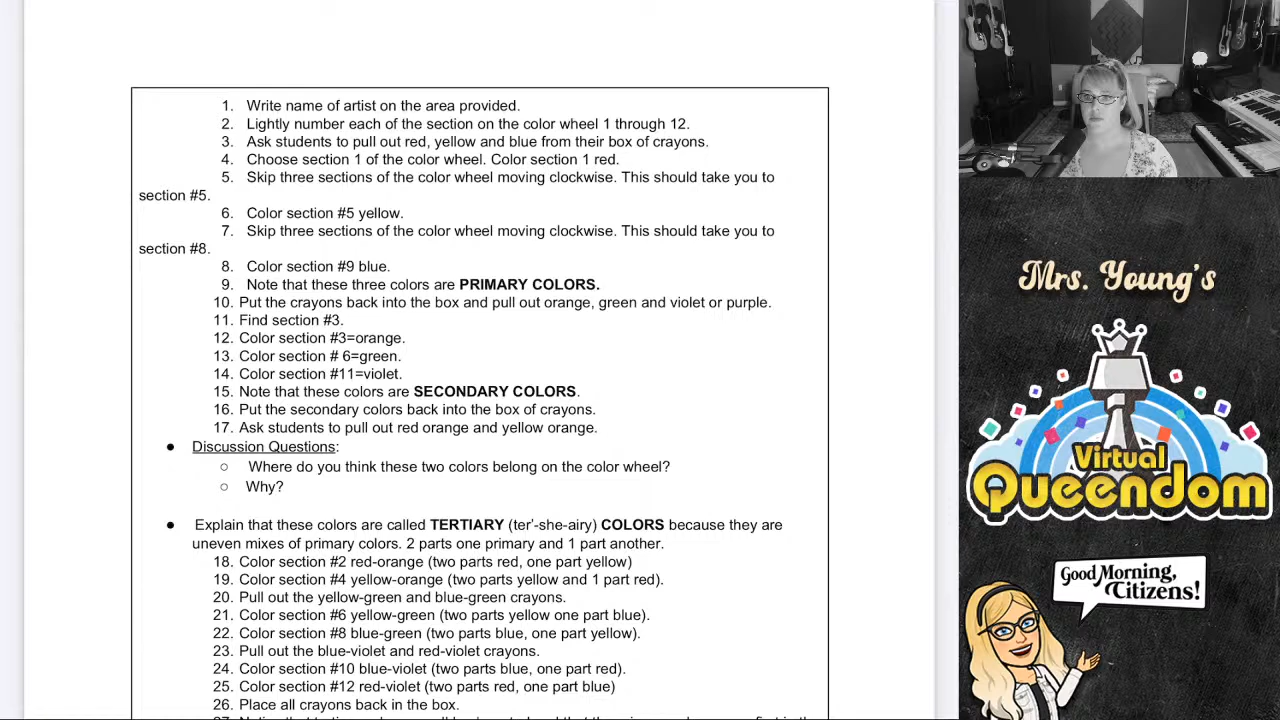 1. Write name of artist on the area provided.
2. Lightly number each of the section on the color wheel 1 through 12.
3. Ask students to pull out red, yellow and blue from their box of crayons.
4. Choose section 1 of the color wheel. Color section 1 red.
5. Skip three sections of the color wheel moving clockwise. This should take you to
section #5.
6. Color section #5 yellow.
7. Skip three sections of the color wheel moving clockwise. This should take you to
section #8.
8. Color section #9 blue.
9. Note that these three colors are PRIMARY COLORS.
10. Put the crayons back into the box and pull out orange, green and violet or purple.
11. Find section #3.
12. Color section #3=orange.
13. Color section # 6=green.
14. Color section #11=violet.
15. Note that these colors are SECONDARY COLORS.
16. Put the secondary colors back into the box of crayons.
17. Ask students to pull out red orange and yellow orange.
● Discussion Questions:
○ Where do you think these two colors belong on the color wheel?
○ Why?
● Explain that these colors are called TERTIARY (ter'-she-airy) COLORS because they are
uneven mixes of primary colors. 2 parts one primary and 1 part another.
18. Color section #2 red-orange (two parts red, one part yellow)
19. Color section #4 yellow-orange (two parts yellow and 1 part red).
20. Pull out the yellow-green and blue-green crayons.
21. Color section #6 yellow-green (two parts yellow one part blue).
22. Color section #8 blue-green (two parts blue, one part yellow).
23. Pull out the blue-violet and red-violet crayons.
24. Color section #10 blue-violet (two parts blue, one part red).
25. Color section #12 red-violet (two parts red, one part blue)
26. Place all crayons back in the box.
Mrs. Young's
Virtual
Queendom
Good Morning,
Citizens!